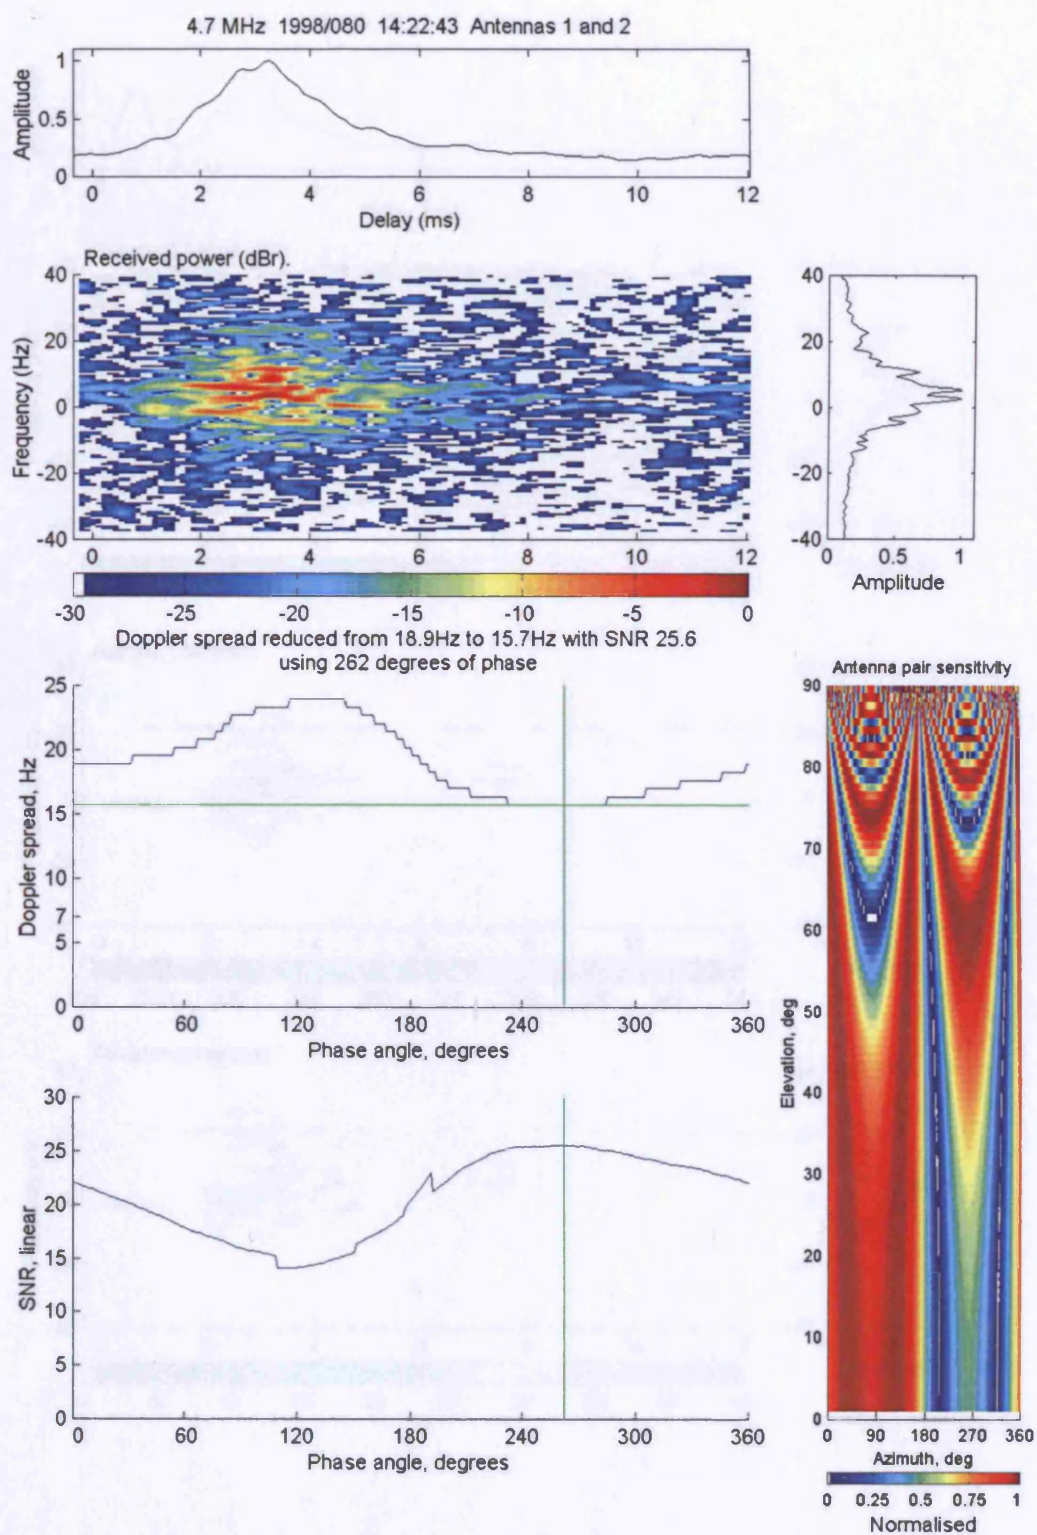 4.7 MHz 1998/080 14:22:43 Antennas 1 and 2
1
0.5
0
Amplitude
0 2 4 6 8 10 12
Delay (ms)
Received power (dBr).
40
20
0
-20
-40
Frequency (Hz)
0 2 4 6 8 10 12
40
20
0
-20
-40
0 0.5 1
Amplitude
-30 -25 -20 -15 -10 -5 0
Doppler spread reduced from 18.9Hz to 15.7Hz with SNR 25.6
using 262 degrees of phase
25
20
15
10
7
5
0
Doppler spread, Hz
0 60 120 180 240 300 360
Phase angle, degrees
30
25
20
15
10
5
0
SNR, linear
0 60 120 180 240 300 360
Phase angle, degrees
Antenna pair sensitivity
90
80
70
60
50
40
30
20
10
0
Elevation, deg
0 90 180 270 360
Azimuth, deg
0 0.25 0.5 0.75 1
Normalised